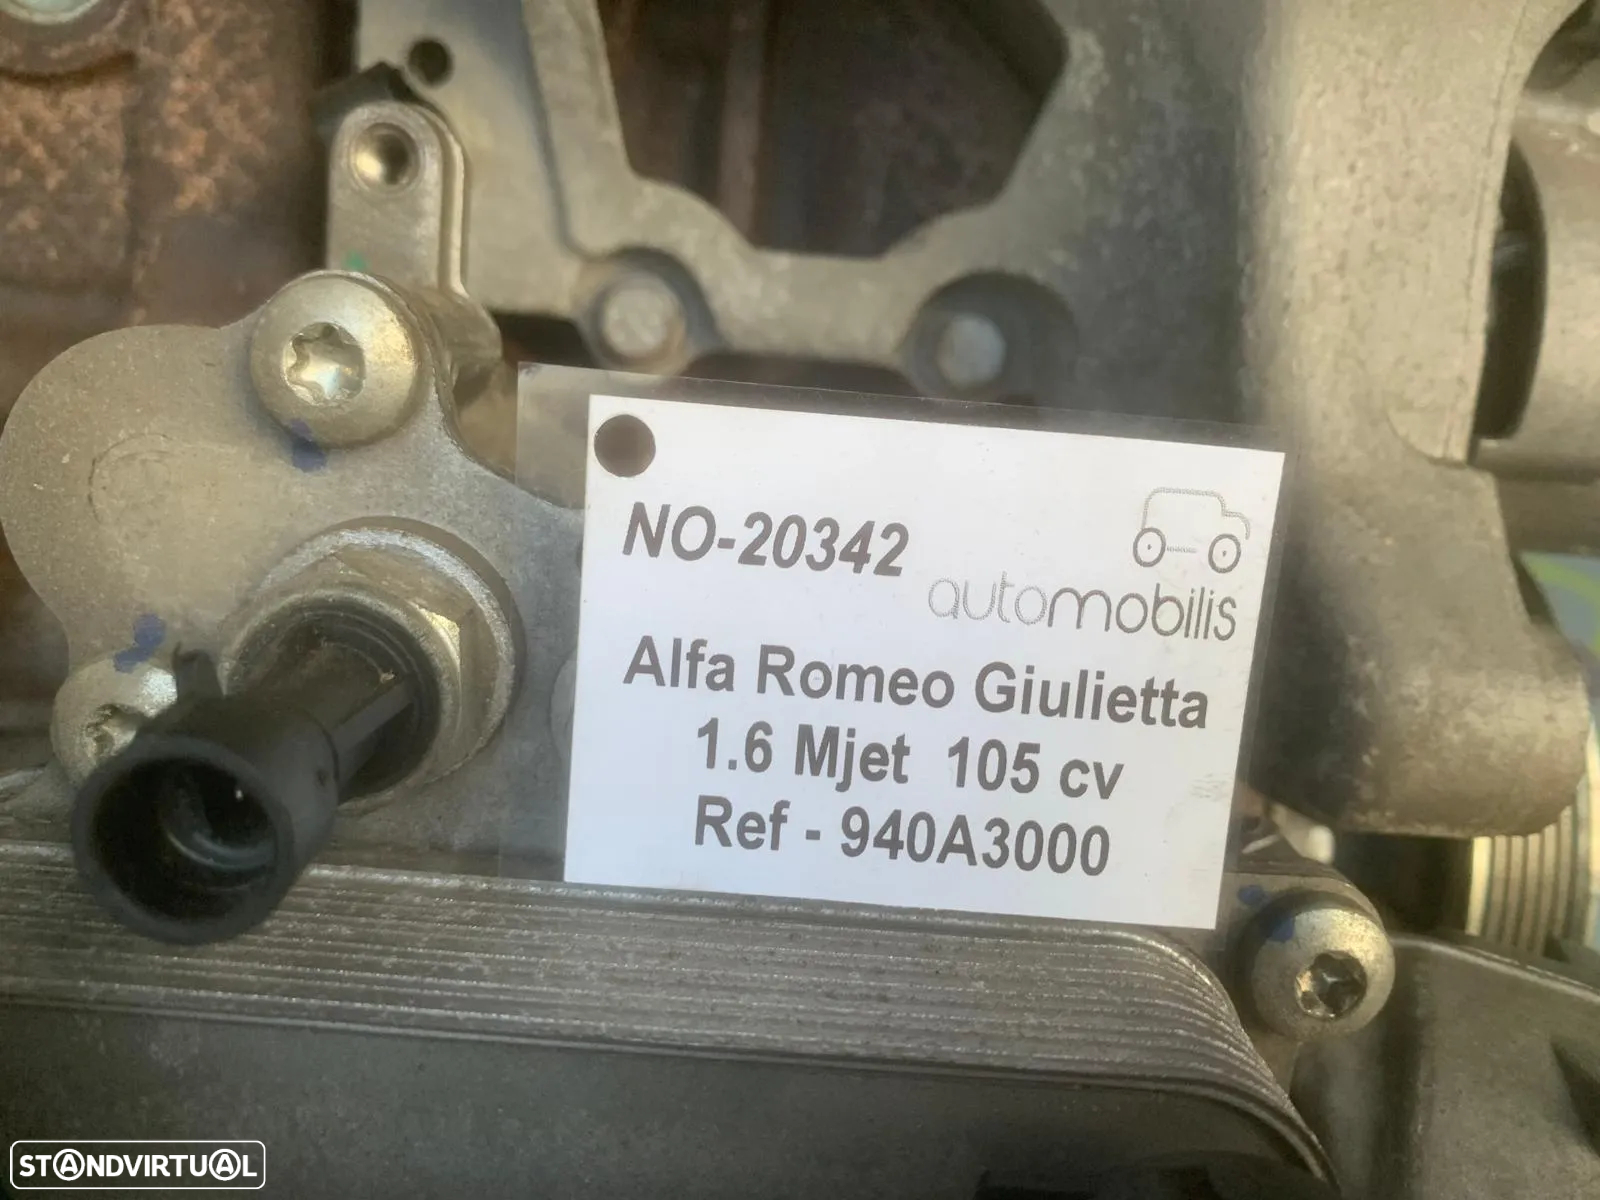 NO-20342
automobilis
Alfa Romeo Giulietta
1.6 Mjet 105 cv
Ref - 940A3000
STANDVIRTUAL